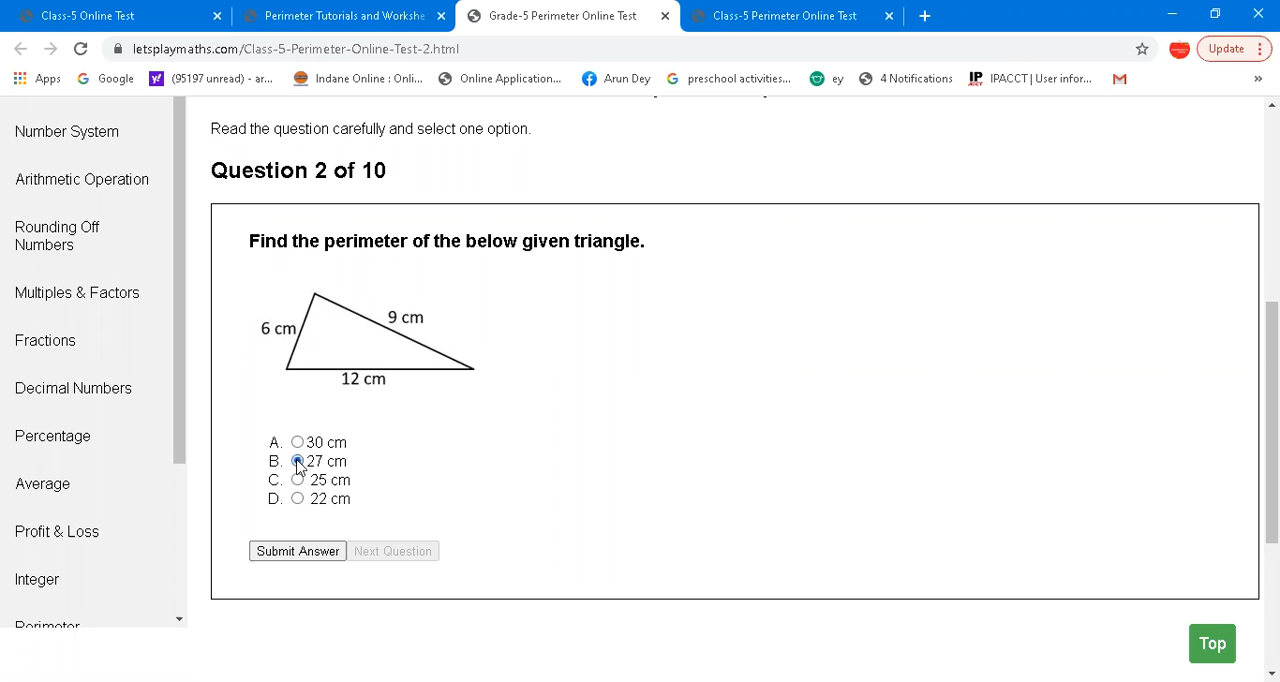 Class-5 Online Test
Perimeter Tutorials and Workshe
Grade-5 Perimeter Online Test
Class-5 Perimeter Online Test
letsplaymaths.com/Class-5-Perimeter-Online-Test-2.html
Update
Apps
Google
(95197 unread) - ar...
Indane Online : Onli...
Online Application...
Arun Dey
preschool activities...
ey
4 Notifications
IPACCT | User infor...
»
Number System
Arithmetic Operation
Rounding Off
Numbers
Multiples & Factors
Fractions
Decimal Numbers
Percentage
Average
Profit & Loss
Integer
Perimeter
Read the question carefully and select one option.
Question 2 of 10
Find the perimeter of the below given triangle.
6 cm
9 cm
12 cm
A. 30 cm
B. 27 cm
C. 25 cm
D. 22 cm
Submit Answer
Next Question
Top